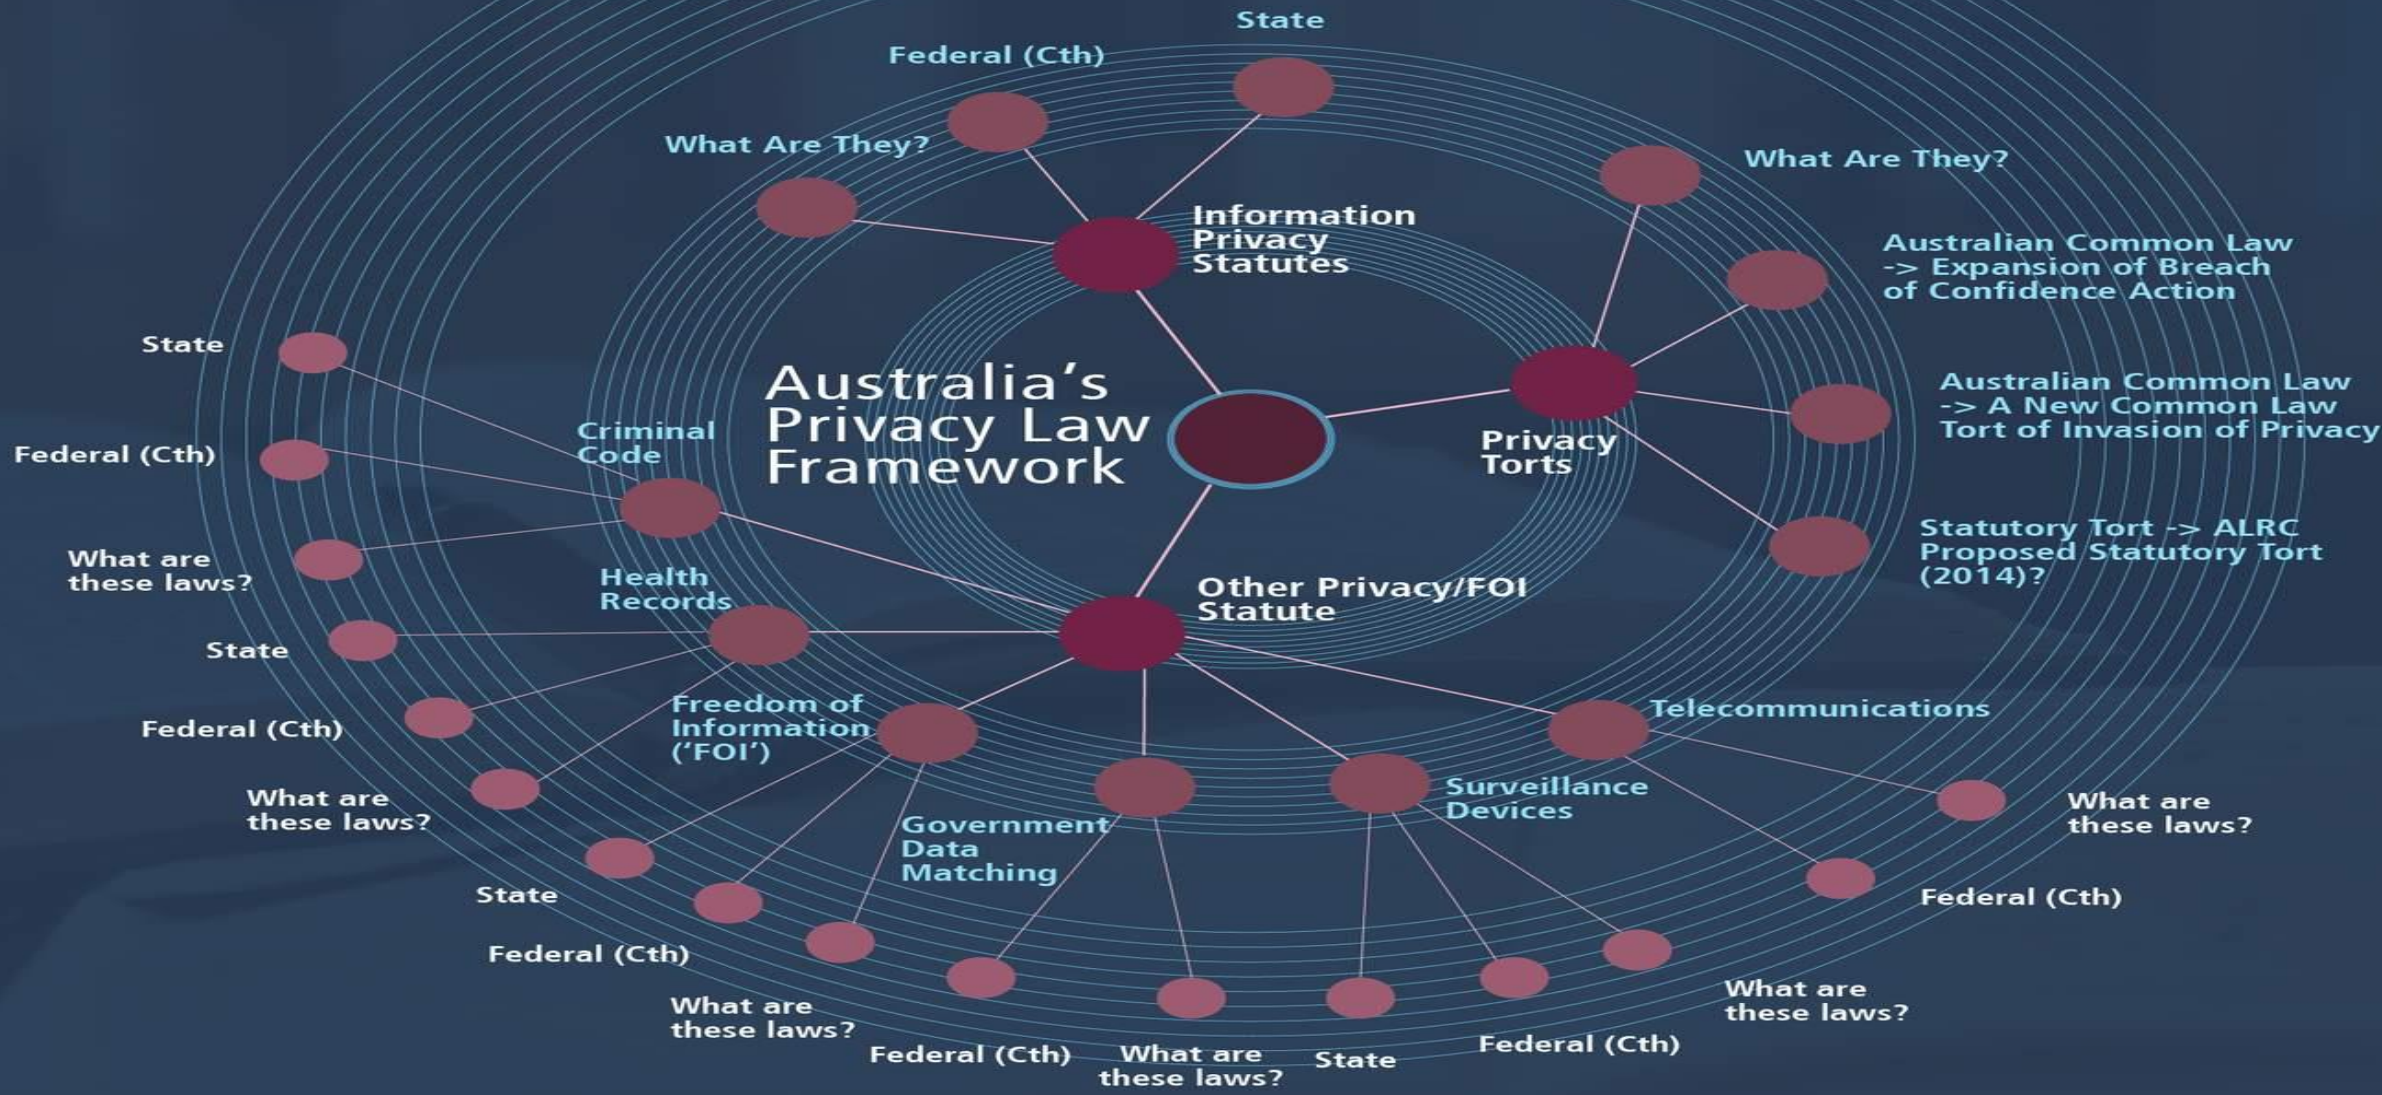 State
Federal (Cth)
What Are They?
What Are They?
Information
Privacy
Statutes
Australian Common Law
-> Expansion of Breach
of Confidence Action
State
Australia’s
Privacy Law
Framework
Australian Common Law
-> A New Common Law
Tort of Invasion of Privacy
Criminal
Code
Privacy
Torts
Federal (Cth)
Statutory Tort -> ALRC
Proposed Statutory Tort
(2014)?
What are
these laws?
Health
Records
Other Privacy/FOI
Statute
State
Freedom of
Information
(‘FOI’)
Telecommunications
Federal (Cth)
Surveillance
Devices
What are
these laws?
What are
these laws?
Government
Data
Matching
State
Federal (Cth)
Federal (Cth)
What are
these laws?
What are
these laws?
Federal (Cth)
What are
these laws?
State
Federal (Cth)